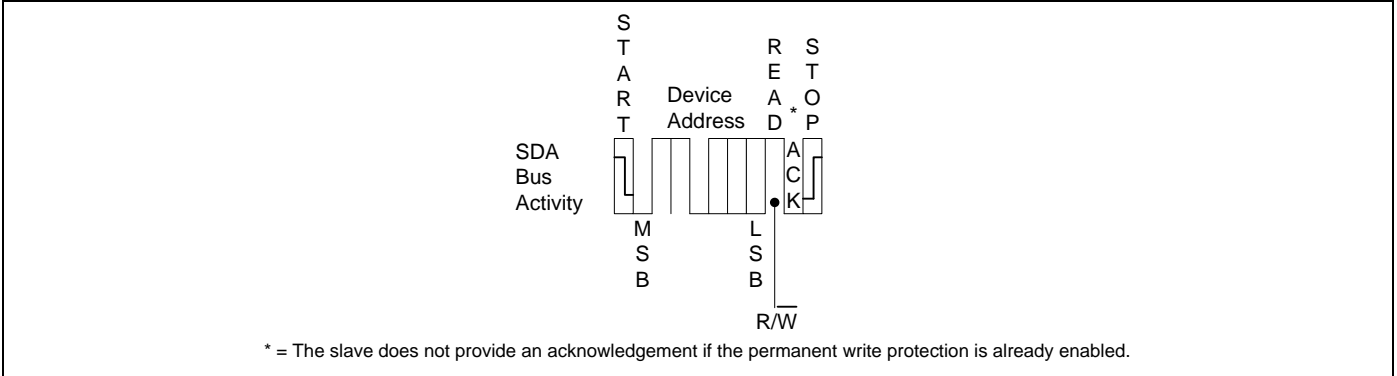 START
READ
STOP
Device
Address
*
SDA
Bus
Activity
ACK
MSB
LSB
R/W̅
* = The slave does not provide an acknowledgement if the permanent write protection is already enabled.